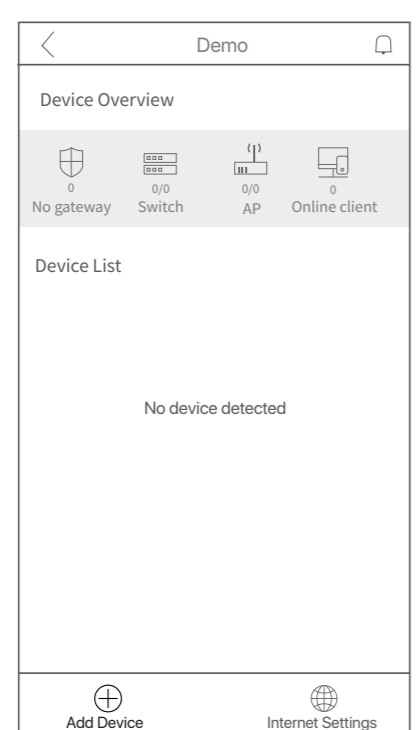 Demo
Device Overview
0 0/0 0/0 0
No gateway Switch AP Online client
Device List
No device detected
Add Device Internet Settings